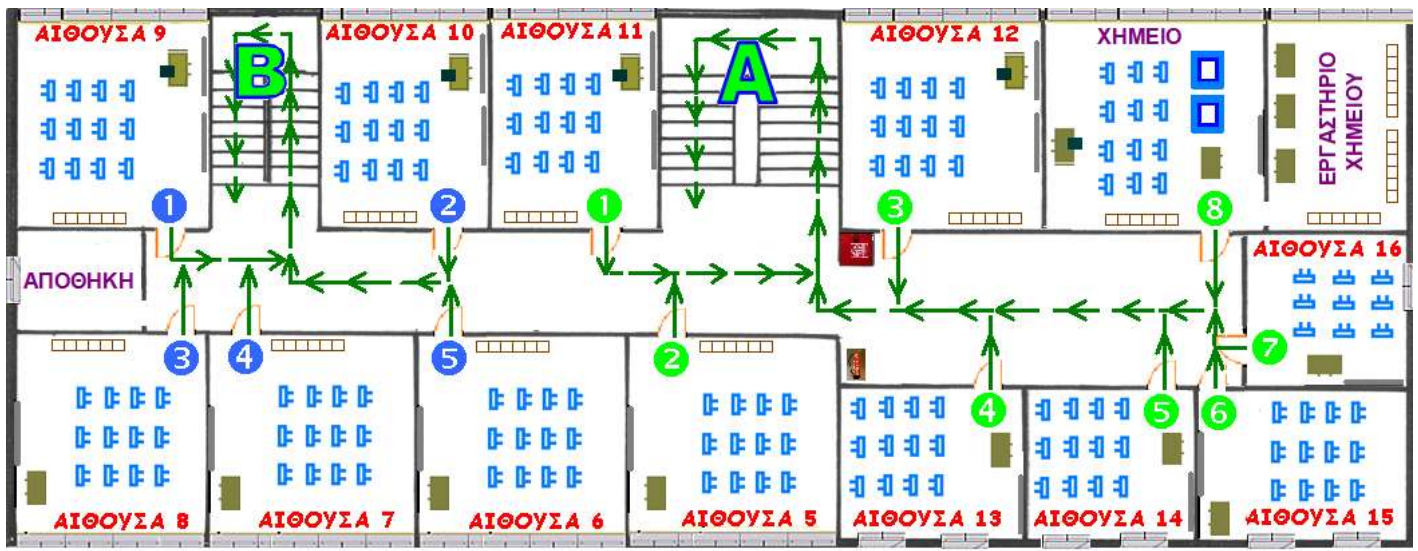 ΑΙΘΟΥΣΑ 9
B
ΑΙΘΟΥΣΑ 10
ΑΙΘΟΥΣΑ 11
A
ΑΙΘΟΥΣΑ 12
ΧΗΜΕΙΟ
ΕΡΓΑΣΤΗΡΙΟ
ΧΗΜΕΙΟΥ
1
2
1
3
8
ΑΠΟΘΗΚΗ
ΑΙΘΟΥΣΑ 16
3
4
5
2
7
4
5
6
ΑΙΘΟΥΣΑ 8
ΑΙΘΟΥΣΑ 7
ΑΙΘΟΥΣΑ 6
ΑΙΘΟΥΣΑ 5
ΑΙΘΟΥΣΑ 13
ΑΙΘΟΥΣΑ 14
ΑΙΘΟΥΣΑ 15